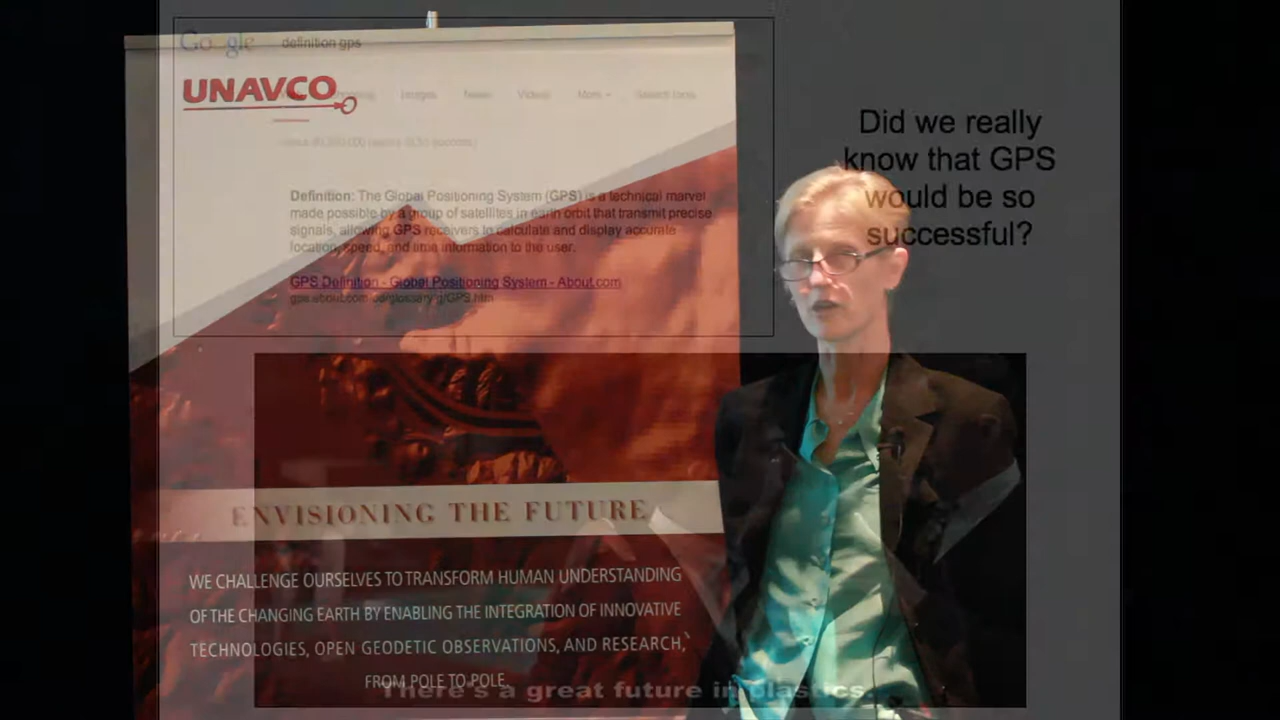 Google
definition gps
UNAVCO
Images
News
Videos
More
Search tools
Did we really
know that GPS
would be so
successful?
Definition: The Global Positioning System (GPS) is a technical marvel
made possible by a group of satellites in earth orbit that transmit precise
signals, allowing GPS receivers to calculate and display accurate
location, speed, and time information to the user.
GPS Definition - Global Positioning System - About.com
ENVISIONING THE FUTURE
WE CHALLENGE OURSELVES TO TRANSFORM HUMAN UNDERSTANDING
OF THE CHANGING EARTH BY ENABLING THE INTEGRATION OF INNOVATIVE
TECHNOLOGIES, OPEN GEODETIC OBSERVATIONS, AND RESEARCH,
FROM POLE TO POLE.
There's a great future in plastics.